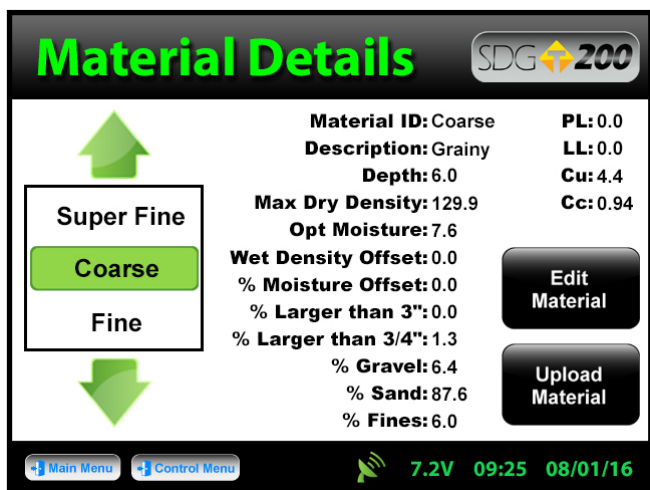 Material Details
SDG 200
Super Fine
Coarse
Fine
Material ID: Coarse
Description: Grainy
Depth: 6.0
Max Dry Density: 129.9
Opt Moisture: 7.6
Wet Density Offset: 0.0
% Moisture Offset: 0.0
% Larger than 3": 0.0
% Larger than 3/4": 1.3
% Gravel: 6.4
% Sand: 87.6
% Fines: 6.0
PL: 0.0
LL: 0.0
Cu: 4.4
Cc: 0.94
Edit
Material
Upload
Material
Main Menu
Control Menu
7.2V 09:25 08/01/16